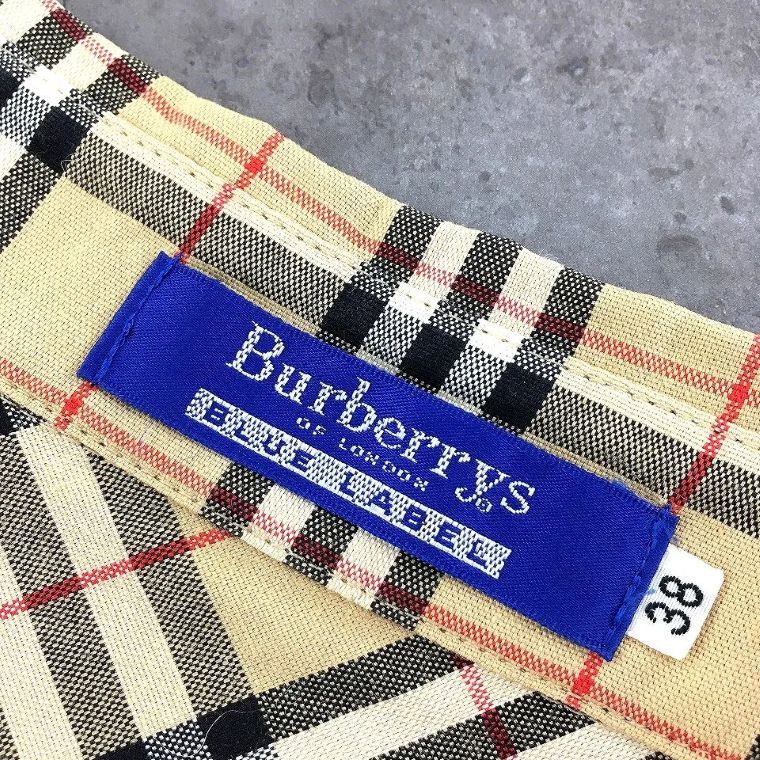 Burberrys
OF LONDON
BLUE LABEL
38